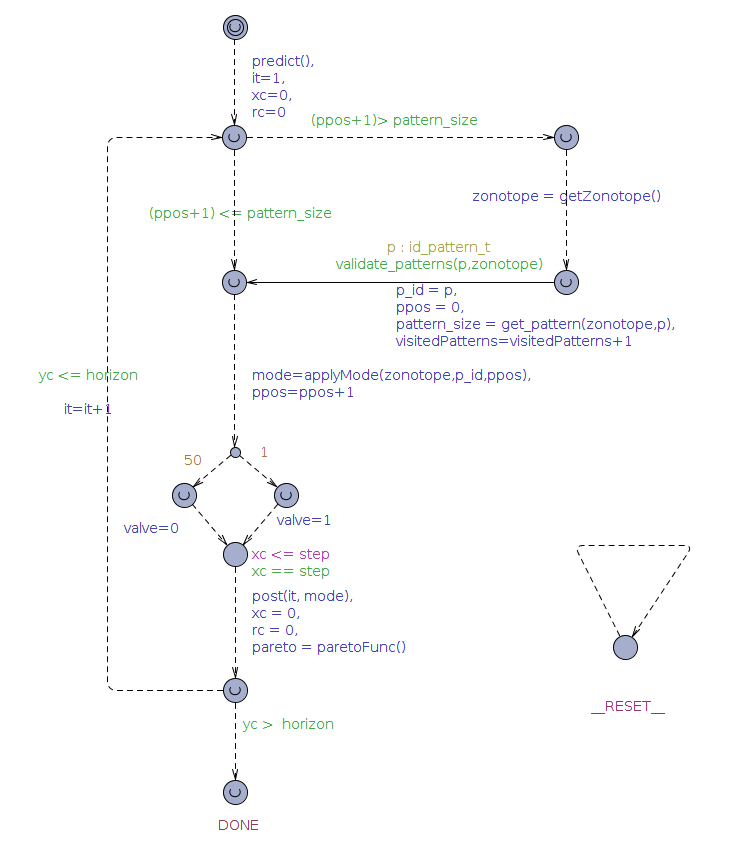 predict(),
it=1,
xc=0,
rc=0
(ppos+1)> pattern_size
zonotope = getZonotope()
(ppos+1) <= pattern_size
p : id_pattern_t
validate_patterns(p,zonotope)
p_id = p,
ppos = 0,
pattern_size = get_pattern(zonotope,p),
visitedPatterns=visitedPatterns+1
yc <= horizon
it=it+1
mode=applyMode(zonotope,p_id,ppos),
ppos=ppos+1
50
1
valve=0
valve=1
xc <= step
xc == step
post(it, mode),
xc = 0,
rc = 0,
pareto = paretoFunc()
__RESET__
yc >  horizon
DONE